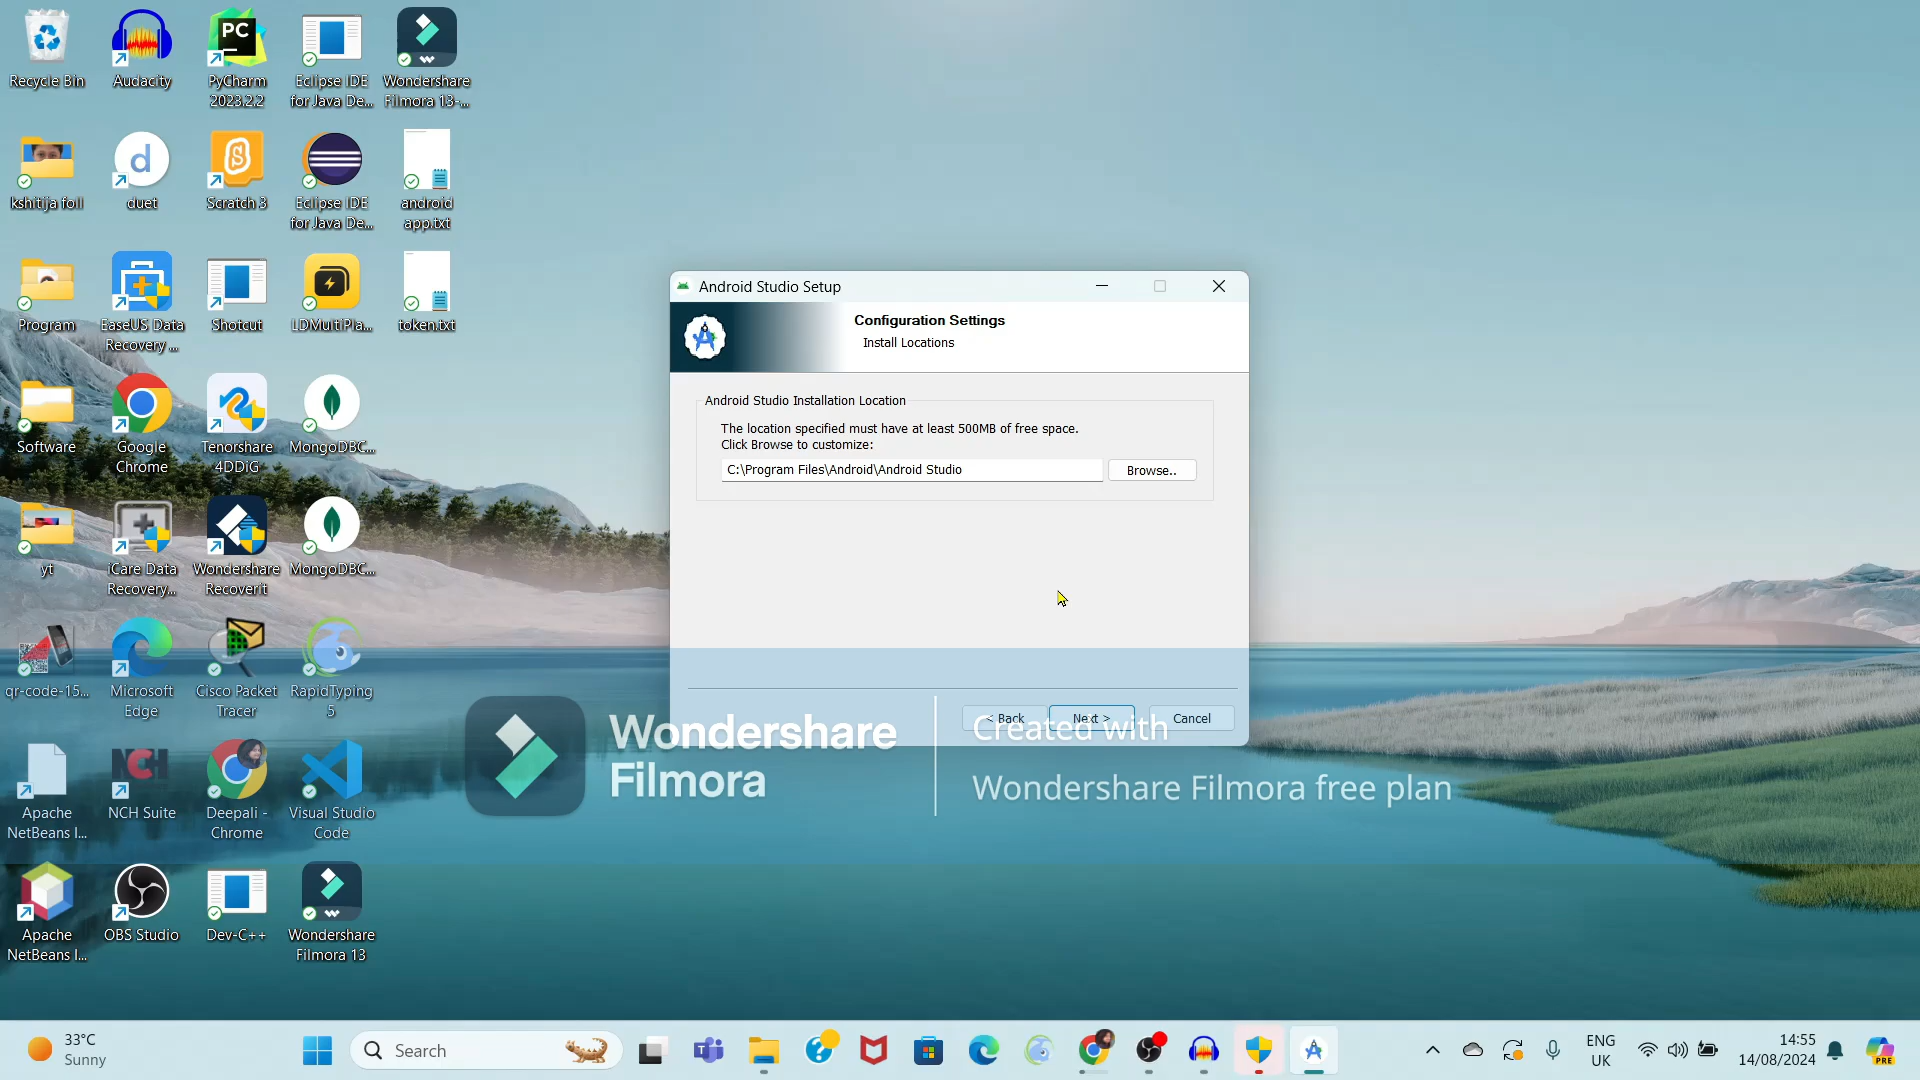 Recycle Bin
Audacity
PyCharm
2023.2.2
Eclipse IDE
for Java De...
Wondershare
Filmora 13-...
kshitija foll
duet
Scratch 3
Eclipse IDE
for Java De...
android
app.txt
Program
EaseUS Data
Recovery ...
Shotcut
LDMultiPla...
token.txt
Software
Google
Chrome
Tenorshare
4DDiG
MongoDBC...
yt
iCare Data
Recovery...
Wondershare
Recoverit
MongoDBC...
qr-code-15...
Microsoft
Edge
Cisco Packet
Tracer
RapidTyping
5
Apache
NetBeans I...
NCH Suite
Deepali -
Chrome
Visual Studio
Code
Apache
NetBeans I...
OBS Studio
Dev-C++
Wondershare
Filmora 13
PC
d
NCH
Android Studio Setup
Configuration Settings
Install Locations
Android Studio Installation Location
The location specified must have at least 500MB of free space.
Click Browse to customize:
C:\Program Files\Android\Android Studio
Browse..
< Back
Next >
Cancel
Wondershare
Filmora
Created with
Wondershare Filmora free plan
33°C
Sunny
Search
ENG
UK
14:55
14/08/2024
PRE